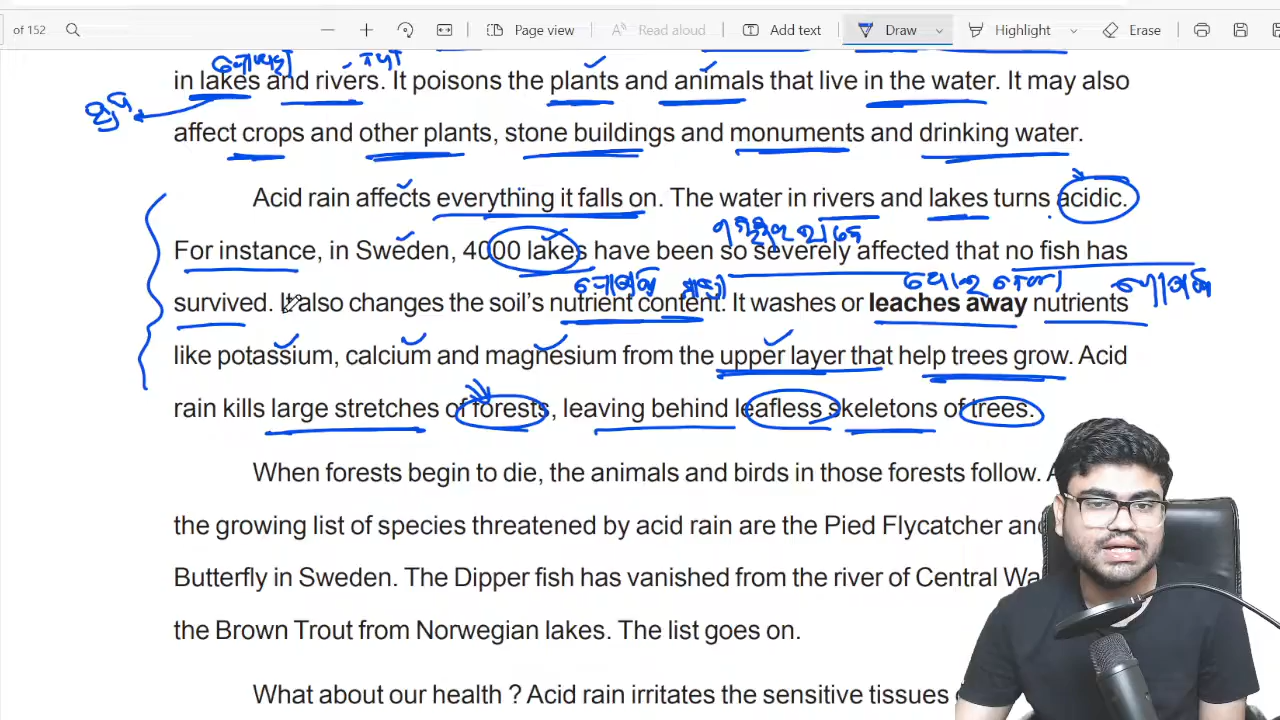 of 152 Page view Read aloud Add text Draw Highlight Erase
in lakes and rivers. It poisons the plants and animals that live in the water. It may also
affect crops and other plants, stone buildings and monuments and drinking water.
Acid rain affects everything it falls on. The water in rivers and lakes turns acidic.
For instance, in Sweden, 4000 lakes have been so severely affected that no fish has
survived. It also changes the soil's nutrient content. It washes or leaches away nutrients
like potassium, calcium and magnesium from the upper layer that help trees grow. Acid
rain kills large stretches of forests, leaving behind leafless skeletons of trees.
When forests begin to die, the animals and birds in those forests follow.
the growing list of species threatened by acid rain are the Pied Flycatcher and
Butterfly in Sweden. The Dipper fish has vanished from the river of Central
the Brown Trout from Norwegian lakes. The list goes on.
What about our health ? Acid rain irritates the sensitive tissues